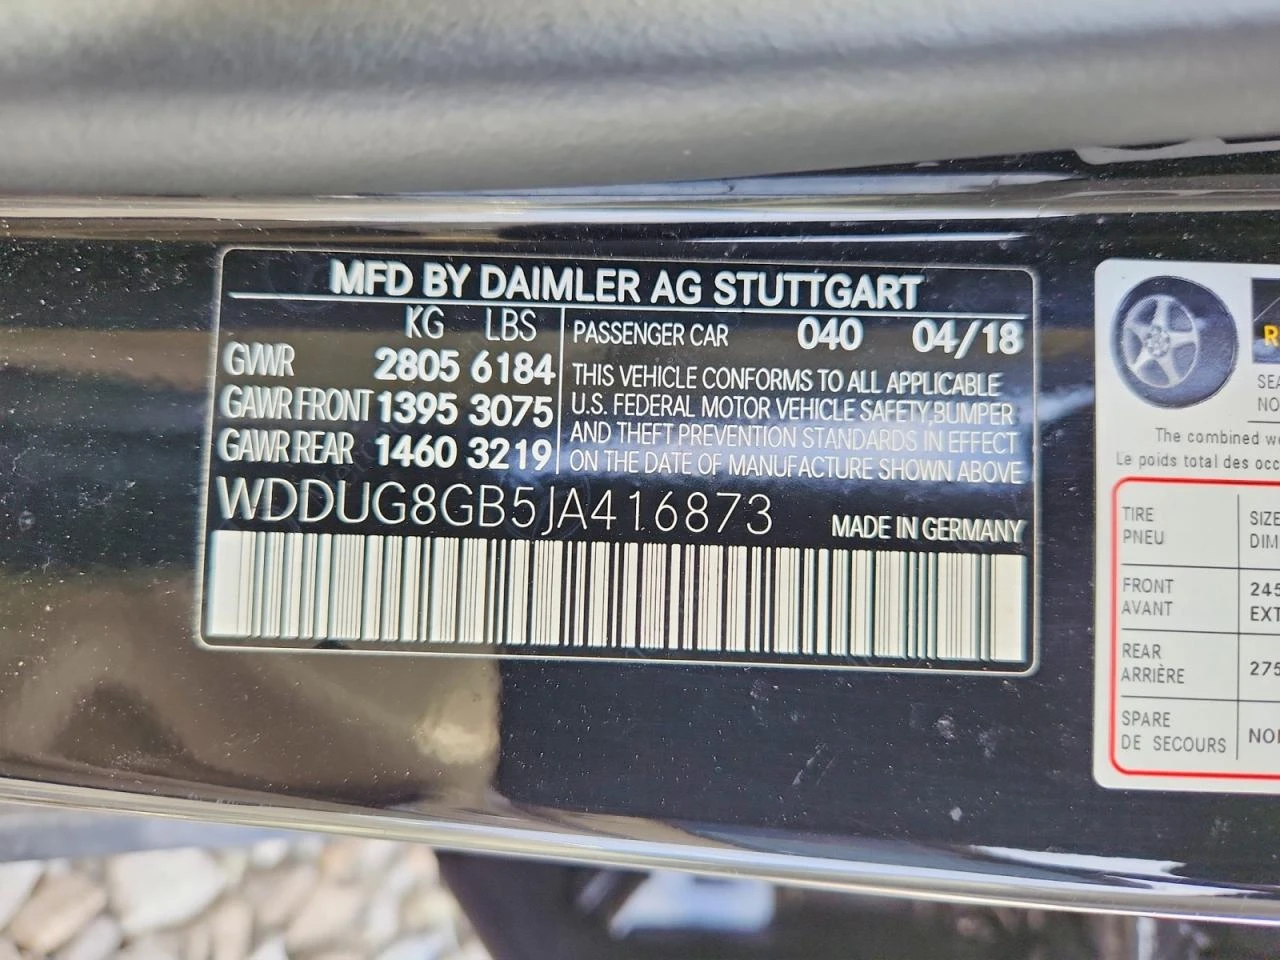 MFD BY DAIMLER AG STUTTGART
KG LBS
GVWR 2805 6184
GAWR FRONT 1395 3075
GAWR REAR 1460 3219
PASSENGER CAR 040 04/18
THIS VEHICLE CONFORMS TO ALL APPLICABLE
U.S. FEDERAL MOTOR VEHICLE SAFETY,BUMPER
AND THEFT PREVENTION STANDARDS IN EFFECT
ON THE DATE OF MANUFACTURE SHOWN ABOVE
WDDUG8GB5JA416873
MADE IN GERMANY
The combined
Le poids total des
TIRE
PNEU
FRONT
AVANT
245
REAR
ARRIÈRE
275
SPARE
DE SECOURS